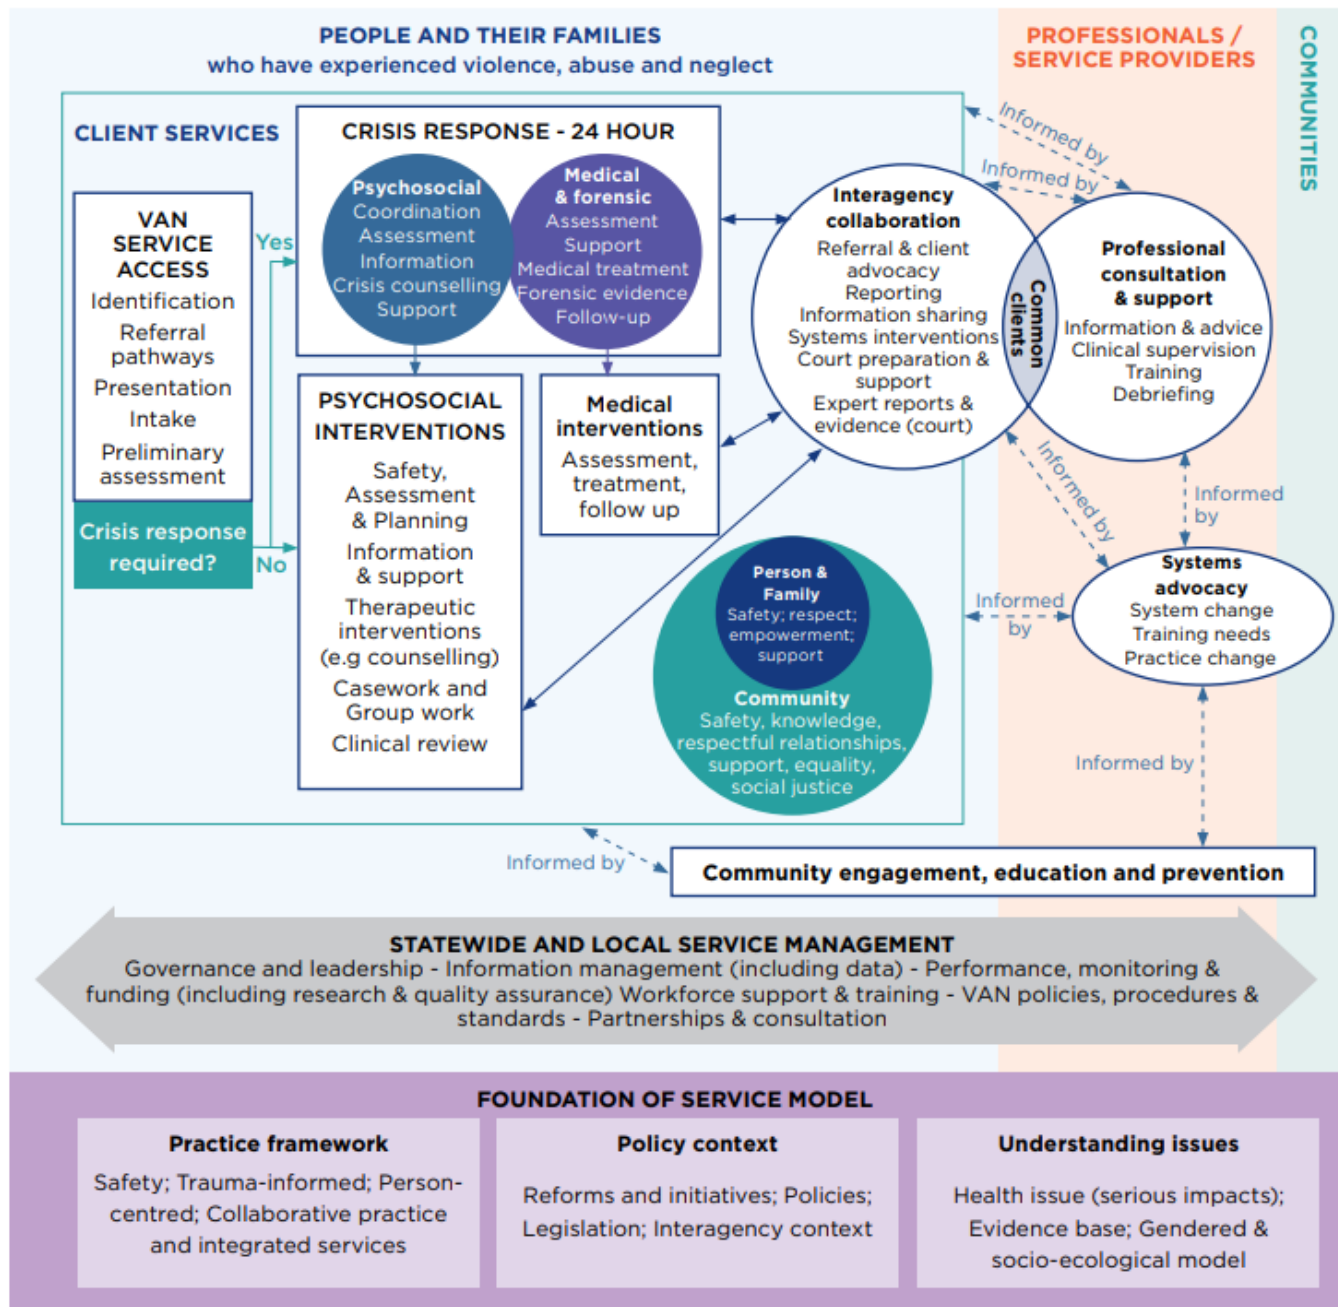 PEOPLE AND THEIR FAMILIES
who have experienced violence, abuse and neglect
PROFESSIONALS /
SERVICE PROVIDERS
COMMUNITIES
CLIENT SERVICES
VAN
SERVICE
ACCESS
Identification
Referral
pathways
Presentation
Intake
Preliminary
assessment
Crisis response
required?
Yes
No
CRISIS RESPONSE - 24 HOUR
Psychosocial
Coordination
Assessment
Information
Crisis counselling
Support
Medical
& forensic
Assessment
Support
Medical treatment
Forensic evidence
Follow-up
PSYCHOSOCIAL
INTERVENTIONS
Safety,
Assessment
& Planning
Information
& support
Therapeutic
interventions
(e.g counselling)
Casework and
Group work
Clinical review
Medical
interventions
Assessment,
treatment,
follow up
Interagency
collaboration
Referral & client
advocacy
Reporting
Information sharing
Systems interventions
Court preparation &
support
Expert reports &
evidence (court)
Common
clients
Professional
consultation
& support
Information & advice
Clinical supervision
Training
Debriefing
Informed by
Informed by
Informed by
Informed
by
Informed
by
Systems
advocacy
System change
Training needs
Practice change
Person &
Family
Safety; respect;
empowerment;
support
Community
Safety, knowledge,
respectful relationships,
support, equality,
social justice
Informed by
Informed by
Community engagement, education and prevention
STATEWIDE AND LOCAL SERVICE MANAGEMENT
Governance and leadership - Information management (including data) - Performance, monitoring &
funding (including research & quality assurance) Workforce support & training - VAN policies, procedures &
standards - Partnerships & consultation
FOUNDATION OF SERVICE MODEL
Practice framework
Safety; Trauma-informed; Person-
centred; Collaborative practice
and integrated services
Policy context
Reforms and initiatives; Policies;
Legislation; Interagency context
Understanding issues
Health issue (serious impacts);
Evidence base; Gendered &
socio-ecological model